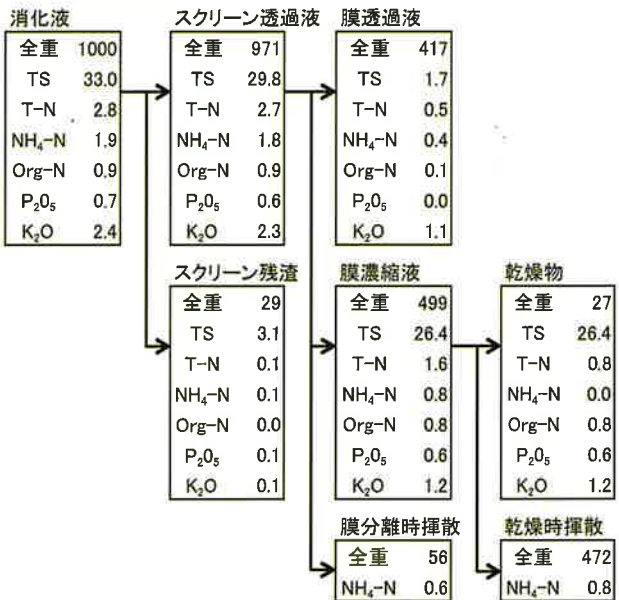 消化液
全重 1000
TS 33.0
T-N 2.8
NH₄-N 1.9
Org-N 0.9
P₂0₅ 0.7
K₂O 2.4
スクリーン透過液
全重 971
TS 29.8
T-N 2.7
NH₄-N 1.8
Org-N 0.9
P₂0₅ 0.6
K₂O 2.3
膜透過液
全重 417
TS 1.7
T-N 0.5
NH₄-N 0.4
Org-N 0.1
P₂0₅ 0.0
K₂O 1.1
スクリーン残渣
全重 29
TS 3.1
T-N 0.1
NH₄-N 0.1
Org-N 0.0
P₂0₅ 0.1
K₂O 0.1
膜濃縮液
全重 499
TS 26.4
T-N 1.6
NH₄-N 0.8
Org-N 0.8
P₂0₅ 0.6
K₂O 1.2
乾燥物
全重 27
TS 26.4
T-N 0.8
NH₄-N 0.0
Org-N 0.8
P₂0₅ 0.6
K₂O 1.2
膜分離時揮散
全重 56
NH₄-N 0.6
乾燥時揮散
全重 472
NH₄-N 0.8